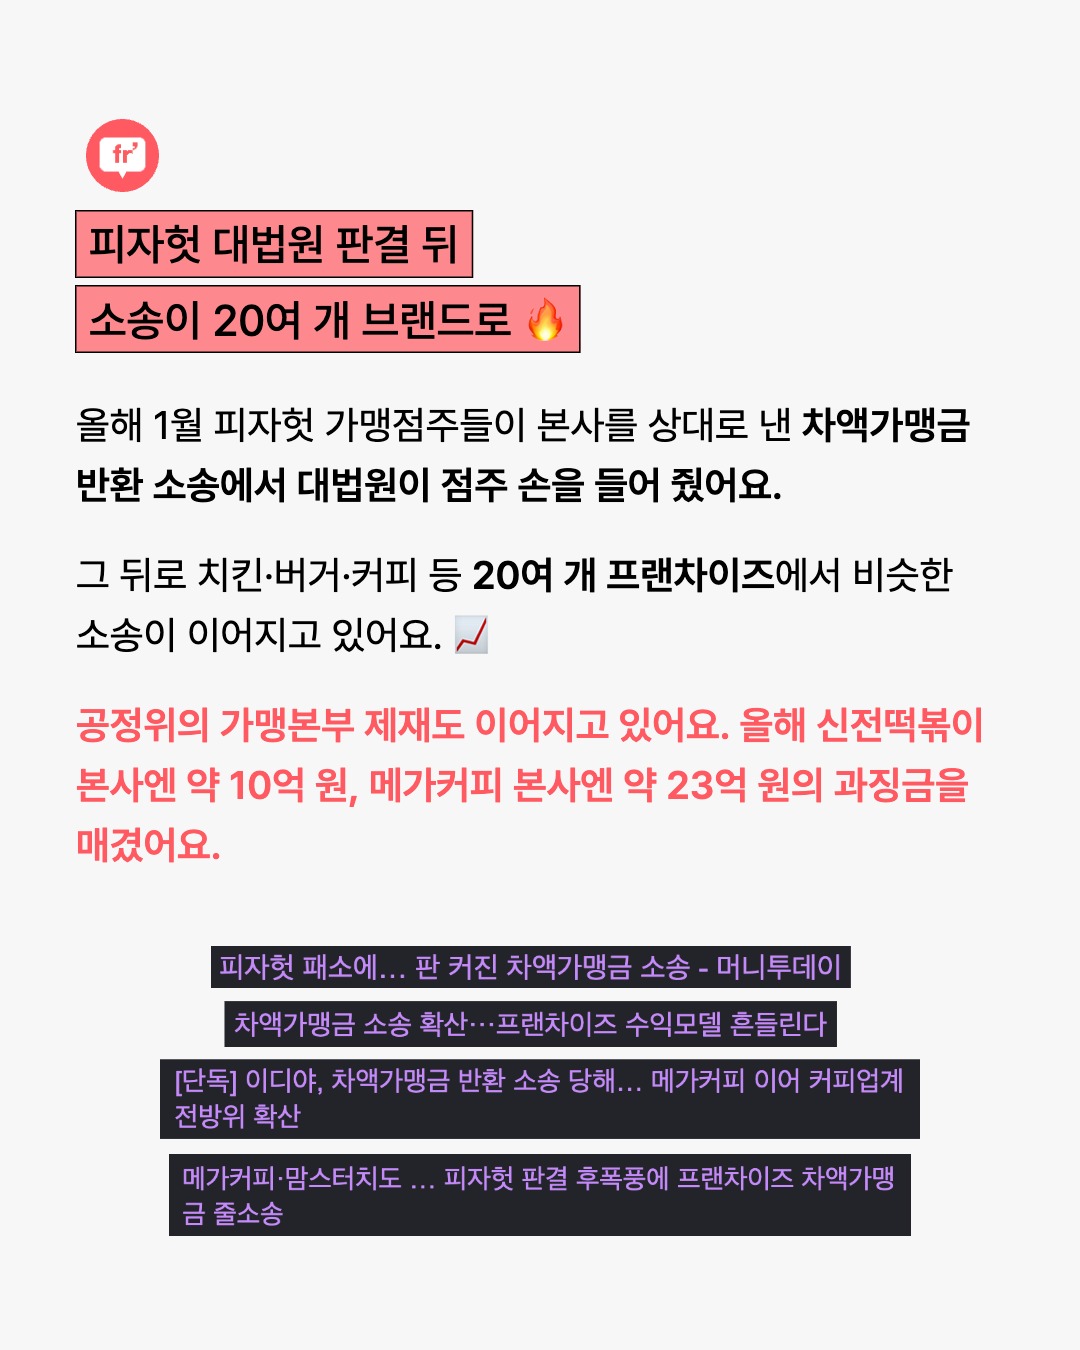 fr’
피자헛 대법원 판결 뒤
소송이 20여 개 브랜드로 🔥
올해 1월 피자헛 가맹점주들이 본사를 상대로 낸 차액가맹금
반환 소송에서 대법원이 점주 손을 들어 줬어요.
그 뒤로 치킨·버거·커피 등 20여 개 프랜차이즈에서 비슷한
소송이 이어지고 있어요. 📈
공정위의 가맹본부 제재도 이어지고 있어요. 올해 신전떡볶이
본사엔 약 10억 원, 메가커피 본사엔 약 23억 원의 과징금을
매겼어요.
피자헛 패소에... 판 커진 차액가맹금 소송 - 머니투데이
차액가맹금 소송 확산…프랜차이즈 수익모델 흔들린다
[단독] 이디야, 차액가맹금 반환 소송 당해... 메가커피 이어 커피업계
전방위 확산
메가커피·맘스터치도 ... 피자헛 판결 후폭풍에 프랜차이즈 차액가맹
금 줄소송